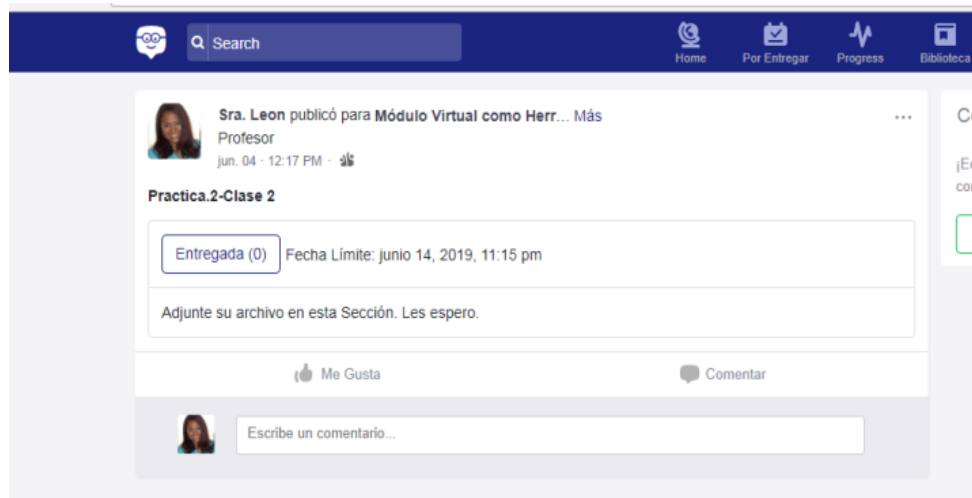 Search
Home
Por Entregar
Progress
Biblioteca
Sra. Leon publicó para Módulo Virtual como Herr... Más
Profesor
jun. 04 · 12:17 PM ·
Practica.2-Clase 2
Entregada (0) Fecha Límite: junio 14, 2019, 11:15 pm
Adjunte su archivo en esta Sección. Les espero.
Me Gusta
Comentar
Escribe un comentario...